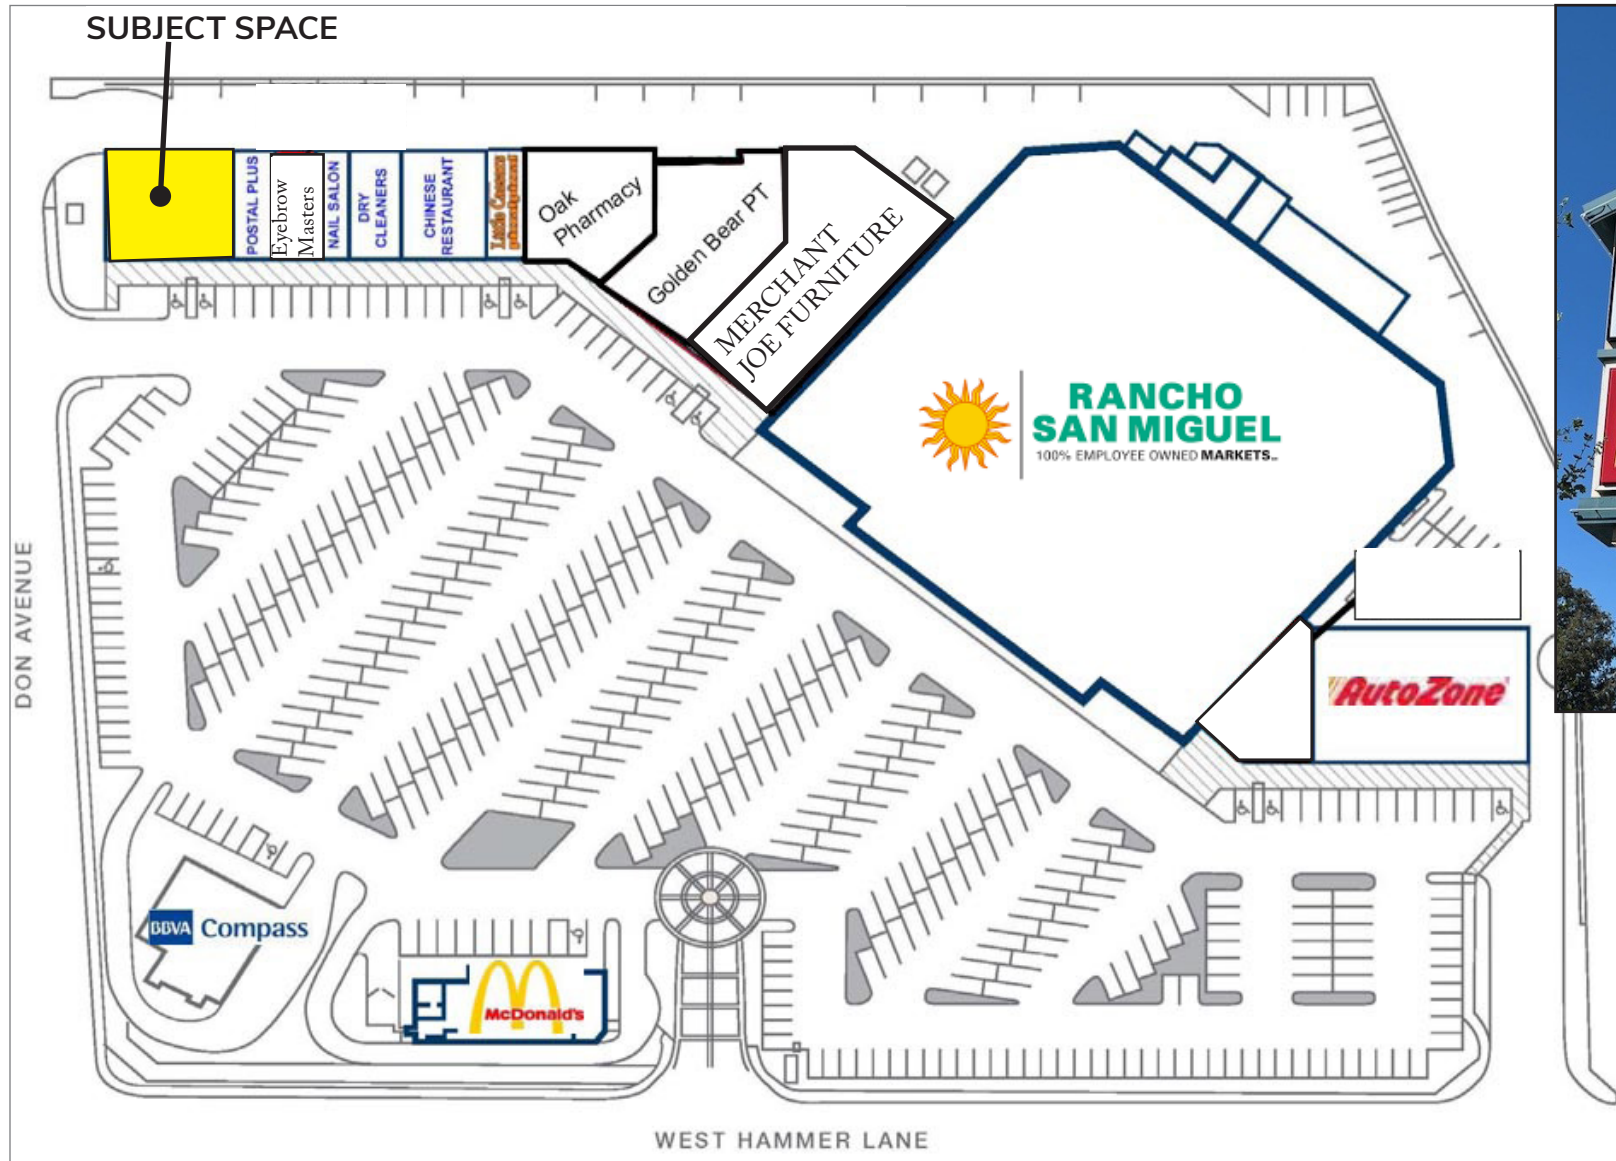 SUBJECT SPACE
POSTAL PLUS
Eyebrow
Masters
NAIL SALON
DRY
CLEANERS
CHINESE
RESTAURANT
Little Caesars
Oak
Pharmacy
Golden Bear PT
MERCHANT
JOE FURNITURE
RANCHO
SAN MIGUEL
100% EMPLOYEE OWNED MARKETS
AutoZone
DON AVENUE
BBVA Compass
McDonald's
WEST HAMMER LANE